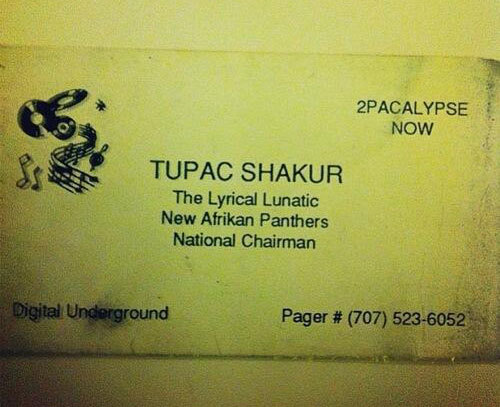 2PACALYPSE
NOW
TUPAC SHAKUR
The Lyrical Lunatic
New Afrikan Panthers
National Chairman
Digital Underground
Pager # (707) 523-6052